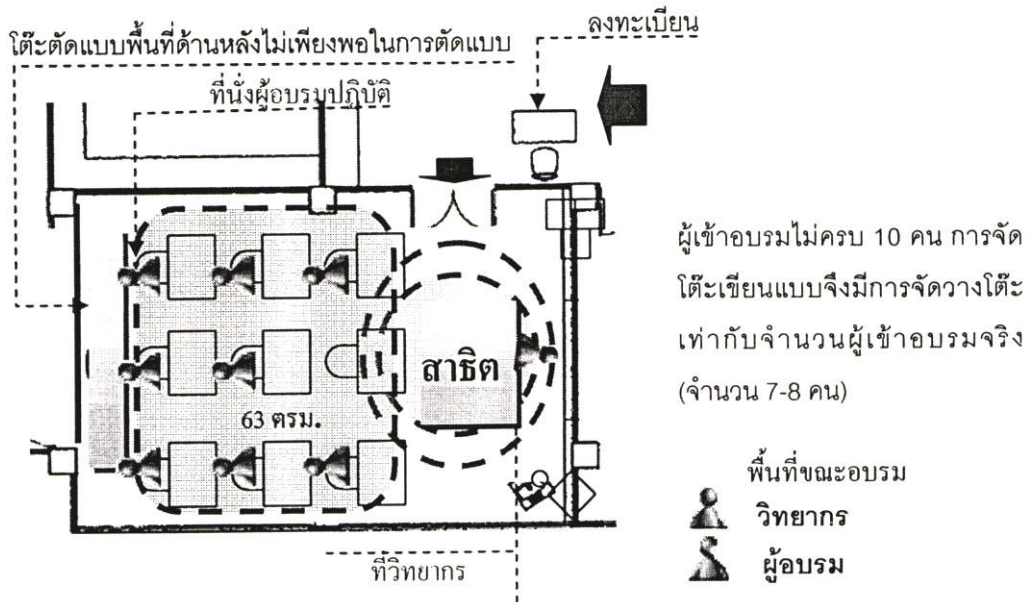 ลงทะเบียน
โต๊ะตัดแบบพื้นที่ด้านหลังไม่เพียงพอในการตัดแบบ
ที่นั่งผู้อบรมปฏิบัติ
ผู้เข้าอบรมไม่ครบ 10 คน การจัด
โต๊ะเขียนแบบจึงมีการจัดวางโต๊ะ
เท่ากับจำนวนผู้เข้าอบรมจริง
(จำนวน 7-8 คน)
สาธิต
63 ตรม.
พื้นที่ขณะอบรม
วิทยากร
ผู้อบรม
ที่วิทยากร